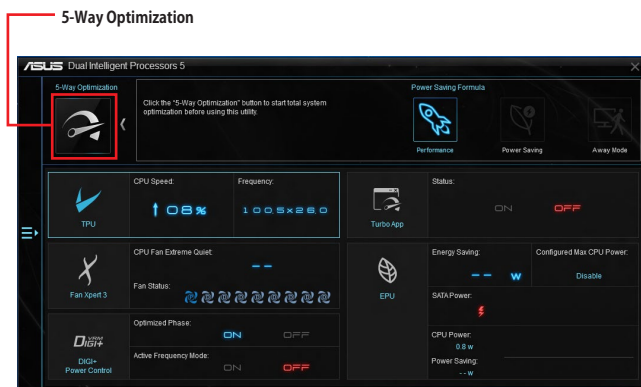 5-Way Optimization
ASUS Dual Intelligent Processors 5
5-Way Optimization
Click the "5-Way Optimization" button to start total system
optimization before using this utility.
Power Saving Formula
Performance
Power Saving
Away Mode
TPU
CPU Speed:
08%
Frequency:
100.5x26.0
Turbo App
Status:
ON OFF
Fan Xpert 3
CPU Fan Extreme Quiet:
--
Fan Status:
EPU
Energy Saving:
-- w
Configured Max CPU Power:
Disable
SATA Power:
CPU Power:
0.8 w
Power Saving:
-- w
DIGI+ VRM
DIGI+
Power Control
Optimized Phase:
ON OFF
Active Frequency Mode:
ON OFF